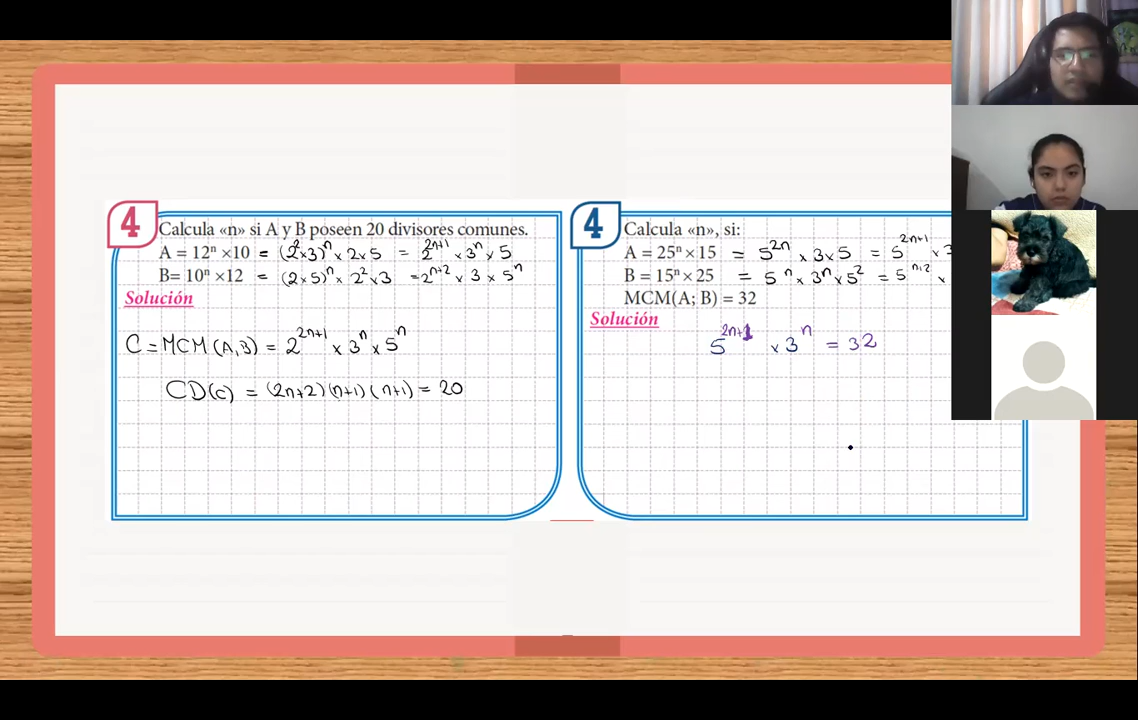 4
Calcula «n» si A y B poseen 20 divisores comunes.
A = 12ⁿ ×10 = (2²×3)ⁿ × 2×5 = 2²ⁿ⁺¹ × 3ⁿ × 5
B= 10ⁿ ×12 = (2×5)ⁿ × 2² ×3 =2ⁿ⁺² × 3 × 5ⁿ
Solución
C = MCM (A,B) = 2²ⁿ⁺¹ × 3ⁿ × 5ⁿ
CD(C) = (2n+2)(n+1)(n+1) = 20
4
Calcula «n», si:
A = 25ⁿ ×15 = 5²ⁿ × 3×5 = 5²ⁿ⁺¹ ×
B = 15ⁿ ×25 = 5ⁿ × 3ⁿ × 5² = 5ⁿ⁺² ×
MCM(A; B) = 32
Solución
5²ⁿ⁺¹ × 3ⁿ = 32